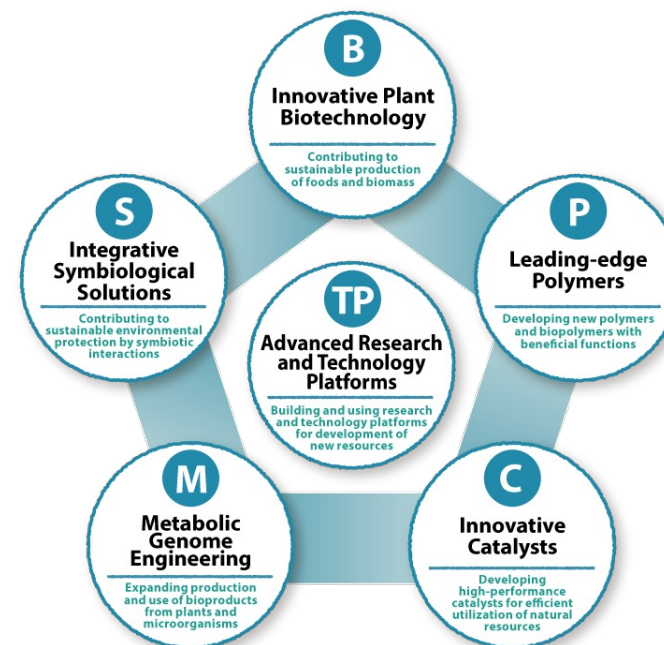 B
Innovative Plant
Biotechnology
Contributing to
sustainable production
of foods and biomass
S
Integrative
Symbiological
Solutions
Contributing to
sustainable environmental
protection by symbiotic
interactions
P
Leading-edge
Polymers
Developing new polymers
and biopolymers with
beneficial functions
TP
Advanced Research
and Technology
Platforms
Building and using research
and technology platforms
for development of
new resources
M
Metabolic
Genome
Engineering
Expanding production
and use of bioproducts
from plants and
microorganisms
C
Innovative
Catalysts
Developing
high-performance
catalysts for efficient
utilization of natural
resources